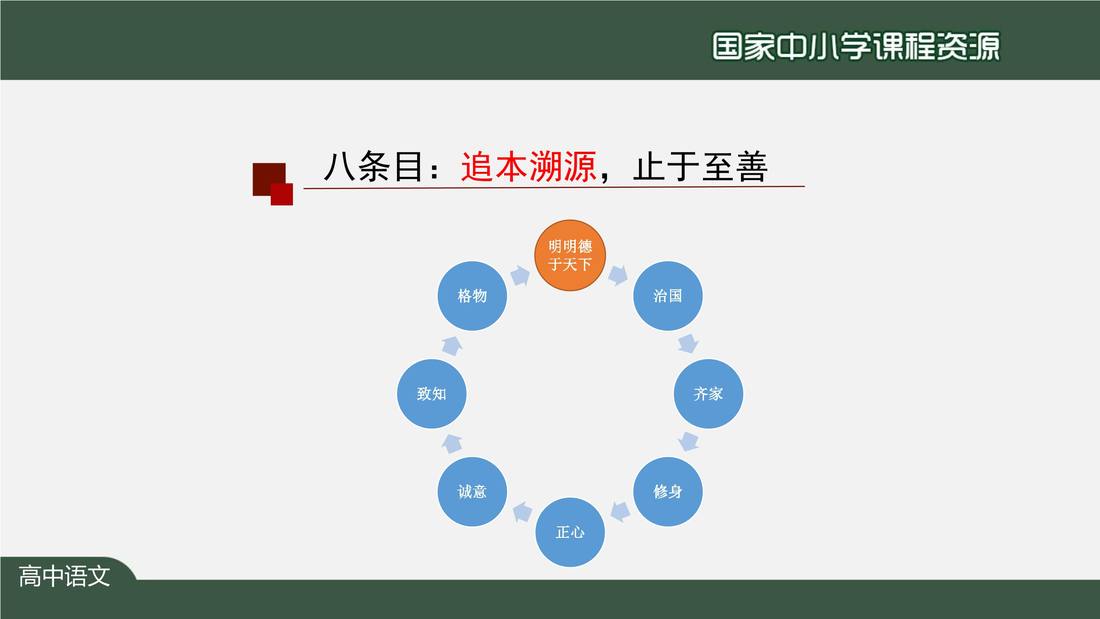 国家中小学课程资源
八条目：追本溯源，止于至善
明明德
于天下
治国
齐家
修身
正心
诚意
致知
格物
高中语文